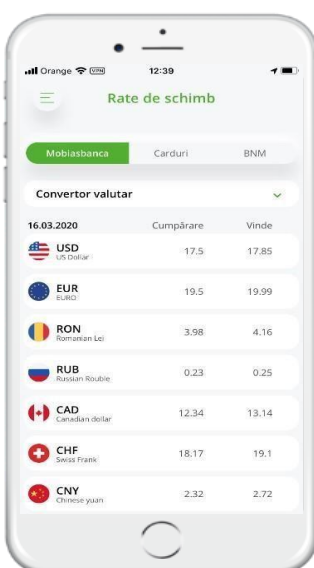 Orange VPN 12:39
Rate de schimb
Mobiasbanca Carduri BNM
Convertor valutar
16.03.2020 Cumpărare Vinde
USD 17.5 17.85
US Dollar
EUR 19.5 19.99
EURO
RON 3.98 4.16
Romanian Lei
RUB 0.23 0.25
Russian Rouble
CAD 12.34 13.14
Canadian dollar
CHF 18.17 19.1
Swiss Frank
CNY 2.32 2.72
Chinese yuan